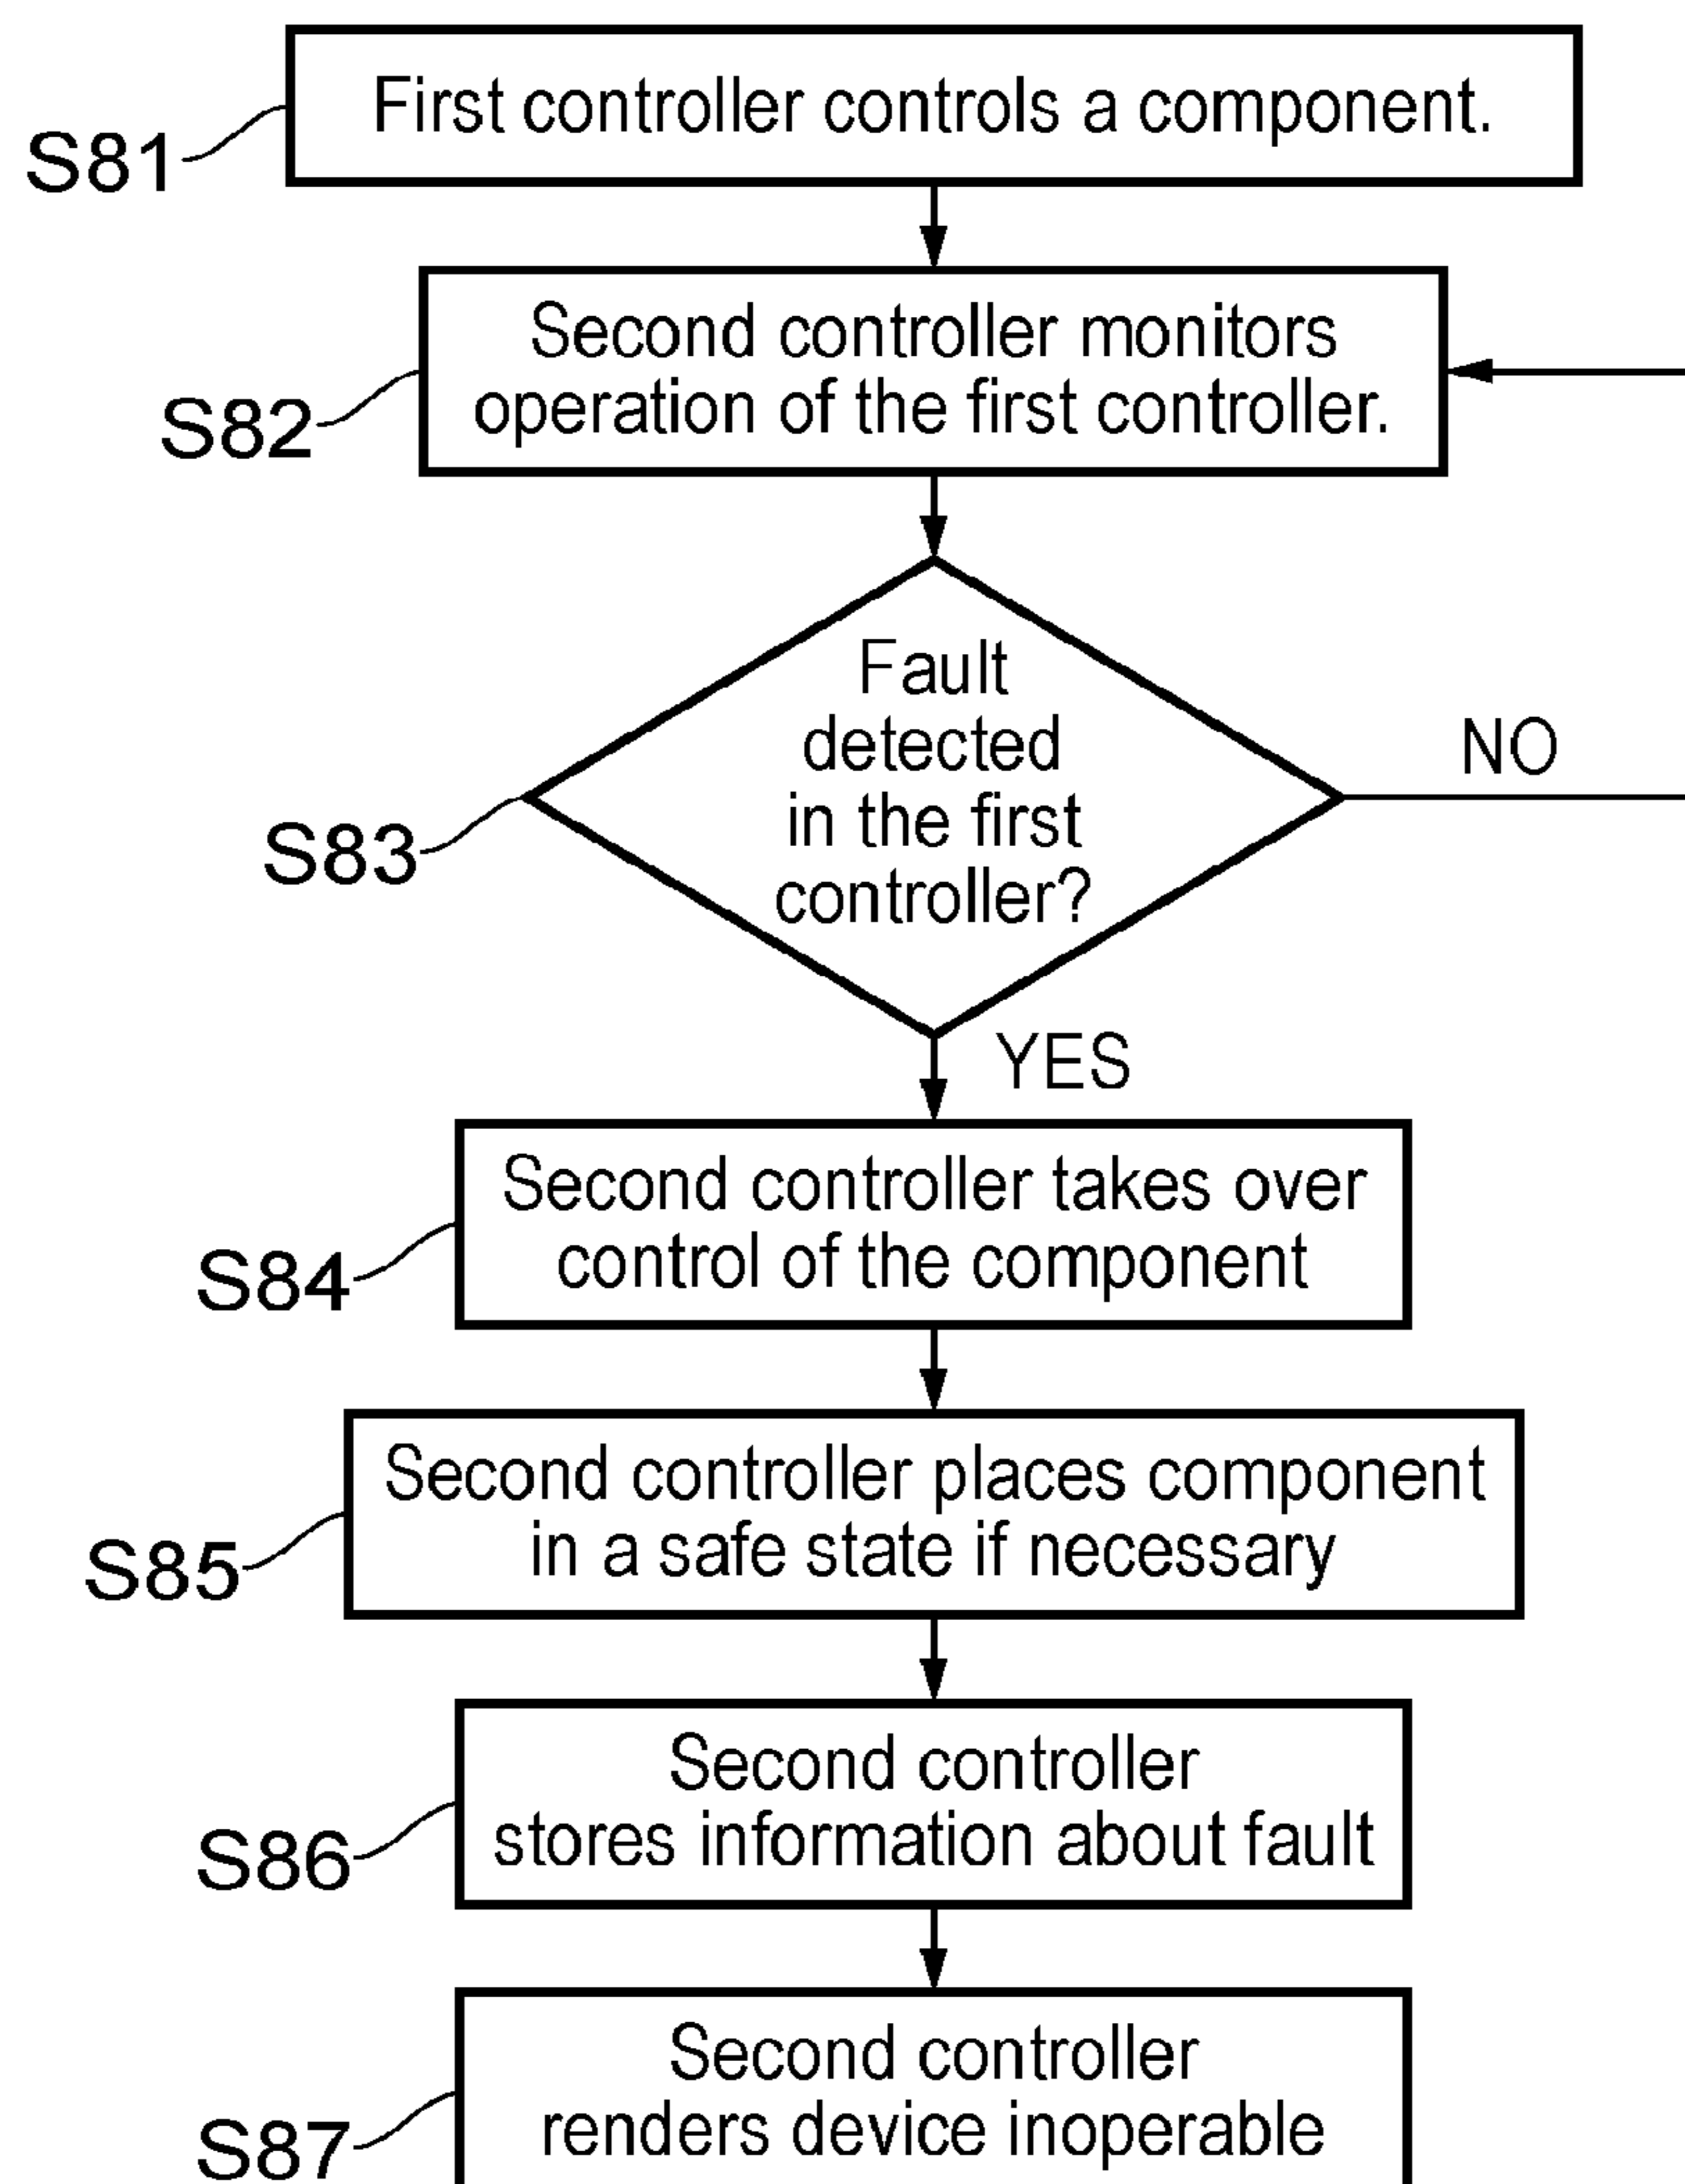 First controller controls a component.
S81
Second controller monitors
operation of the first controller.
S82
Fault
detected
in the first
controller?
NO
S83
YES
Second controller takes over
control of the component
S84
Second controller places component
in a safe state if necessary
S85
Second controller
stores information about fault
S86
Second controller
renders device inoperable
S87